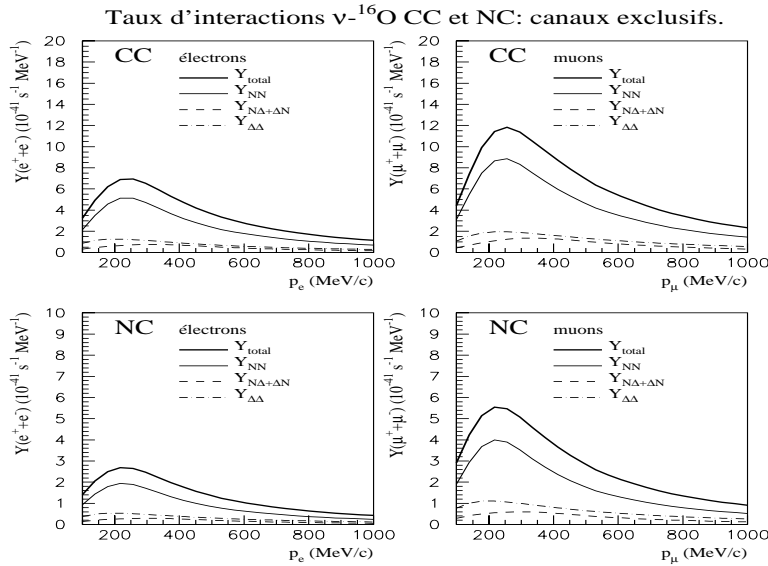 Taux d'interactions ν-¹⁶O CC et NC: canaux exclusifs.
Y(e⁺+e⁻) (10⁻⁴¹ s⁻¹ MeV⁻¹)
20
18
16
14
12
10
8
6
4
2
0
CC électrons
Y_total
Y_NN
Y_NΔ+ΔN
Y_ΔΔ
200 400 600 800 1000
p_e (MeV/c)
Y(μ⁺+μ⁻) (10⁻⁴¹ s⁻¹ MeV⁻¹)
20
18
16
14
12
10
8
6
4
2
0
CC muons
Y_total
Y_NN
Y_NΔ+ΔN
Y_ΔΔ
200 400 600 800 1000
p_μ (MeV/c)
Y(e⁺+e⁻) (10⁻⁴¹ s⁻¹ MeV⁻¹)
10
9
8
7
6
5
4
3
2
1
0
NC électrons
Y_total
Y_NN
Y_NΔ+ΔN
Y_ΔΔ
200 400 600 800 1000
p_e (MeV/c)
Y(μ⁺+μ⁻) (10⁻⁴¹ s⁻¹ MeV⁻¹)
10
9
8
7
6
5
4
3
2
1
0
NC muons
Y_total
Y_NN
Y_NΔ+ΔN
Y_ΔΔ
200 400 600 800 1000
p_μ (MeV/c)